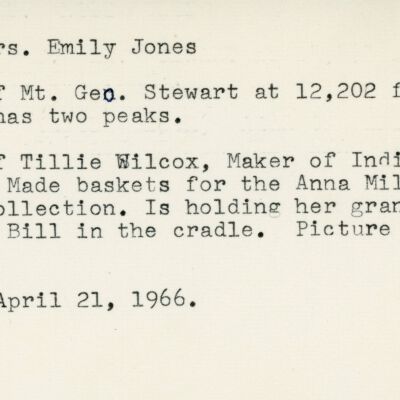 rs. Emily Jones
f Mt. Gen. Stewart at 12,202 f
has two peaks.
f Tillie Wilcox, Maker of Indi
Made baskets for the Anna Mil
ollection. Is holding her gran
Bill in the cradle. Picture
April 21, 1966.